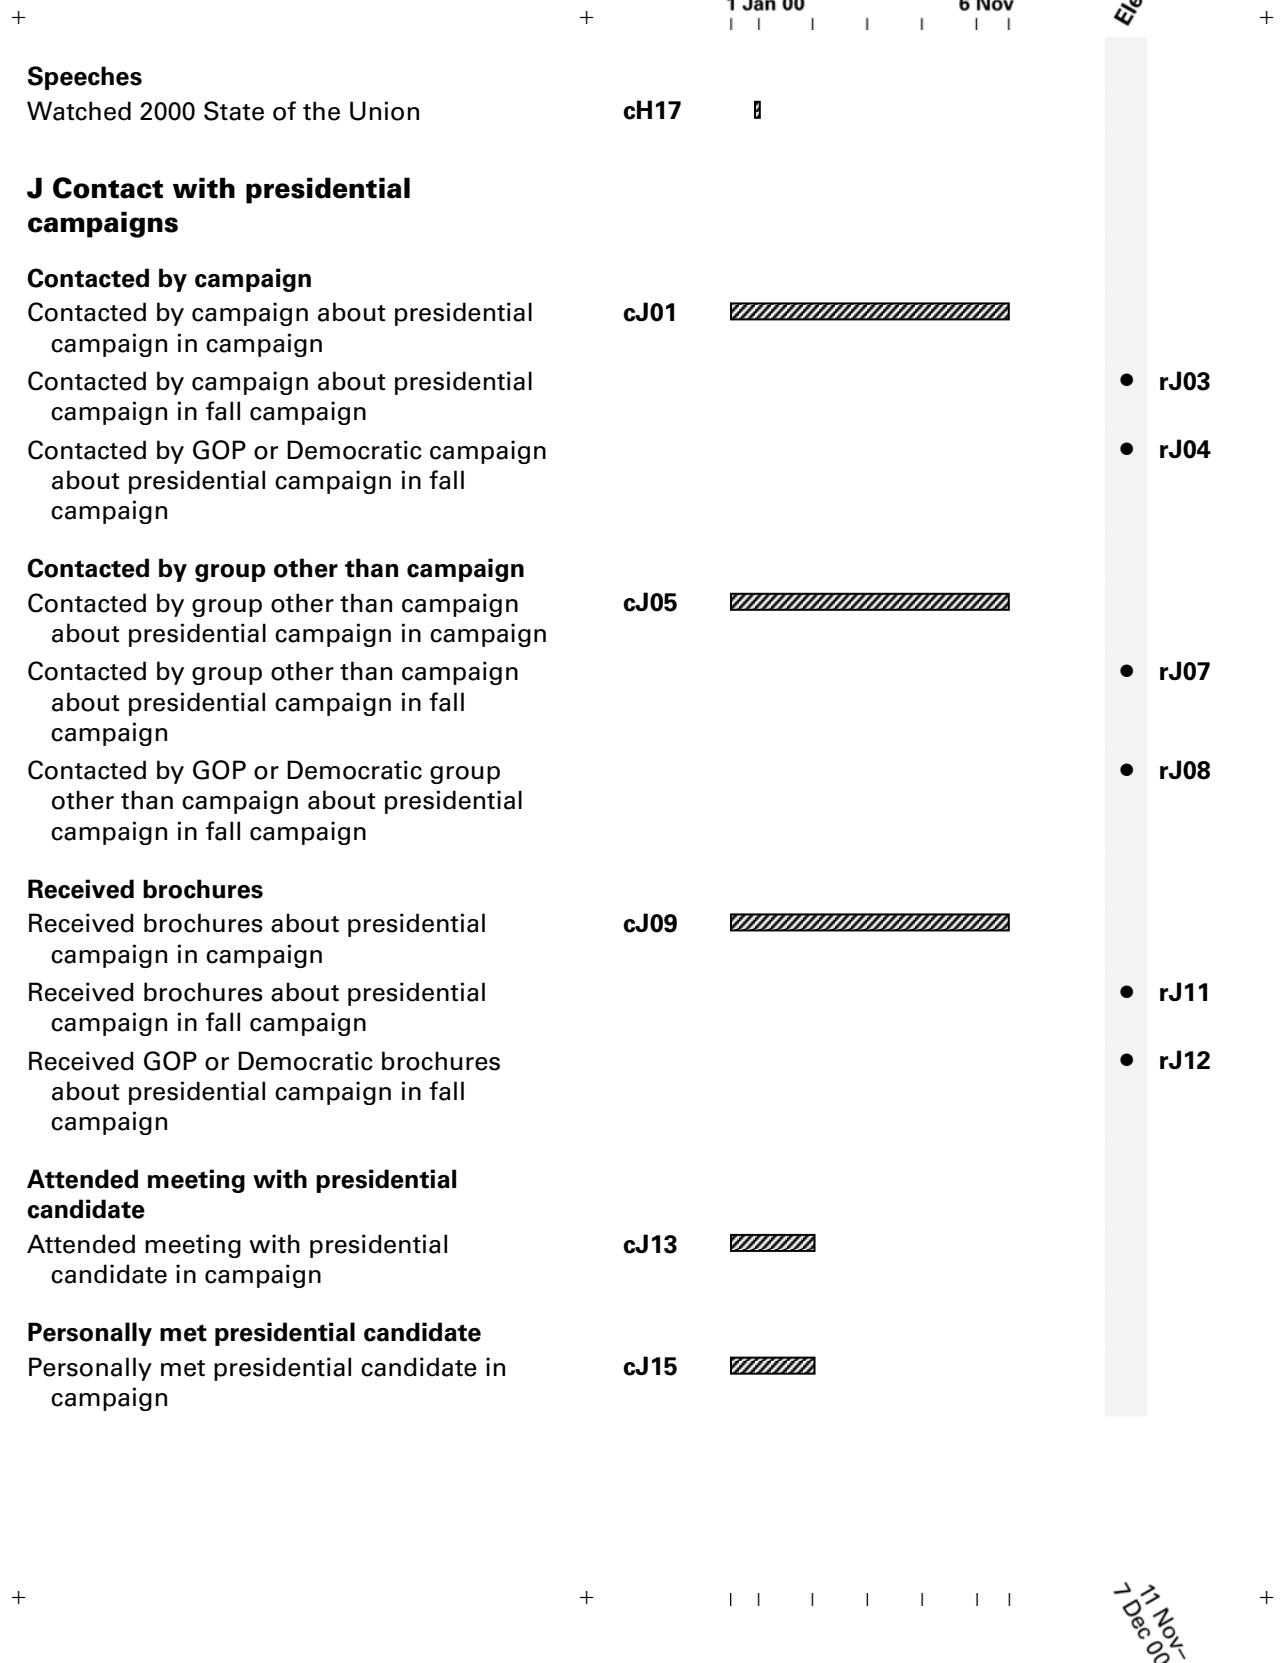 1 Jan 00 6 Nov Ele
Speeches
Watched 2000 State of the Union cH17
J Contact with presidential
campaigns
Contacted by campaign
Contacted by campaign about presidential cJ01
campaign in campaign
Contacted by campaign about presidential rJ03
campaign in fall campaign
Contacted by GOP or Democratic campaign rJ04
about presidential campaign in fall
campaign
Contacted by group other than campaign
Contacted by group other than campaign cJ05
about presidential campaign in campaign
Contacted by group other than campaign rJ07
about presidential campaign in fall
campaign
Contacted by GOP or Democratic group rJ08
other than campaign about presidential
campaign in fall campaign
Received brochures
Received brochures about presidential cJ09
campaign in campaign
Received brochures about presidential rJ11
campaign in fall campaign
Received GOP or Democratic brochures rJ12
about presidential campaign in fall
campaign
Attended meeting with presidential
candidate
Attended meeting with presidential cJ13
candidate in campaign
Personally met presidential candidate
Personally met presidential candidate in cJ15
campaign
11 Nov–
7 Dec 00